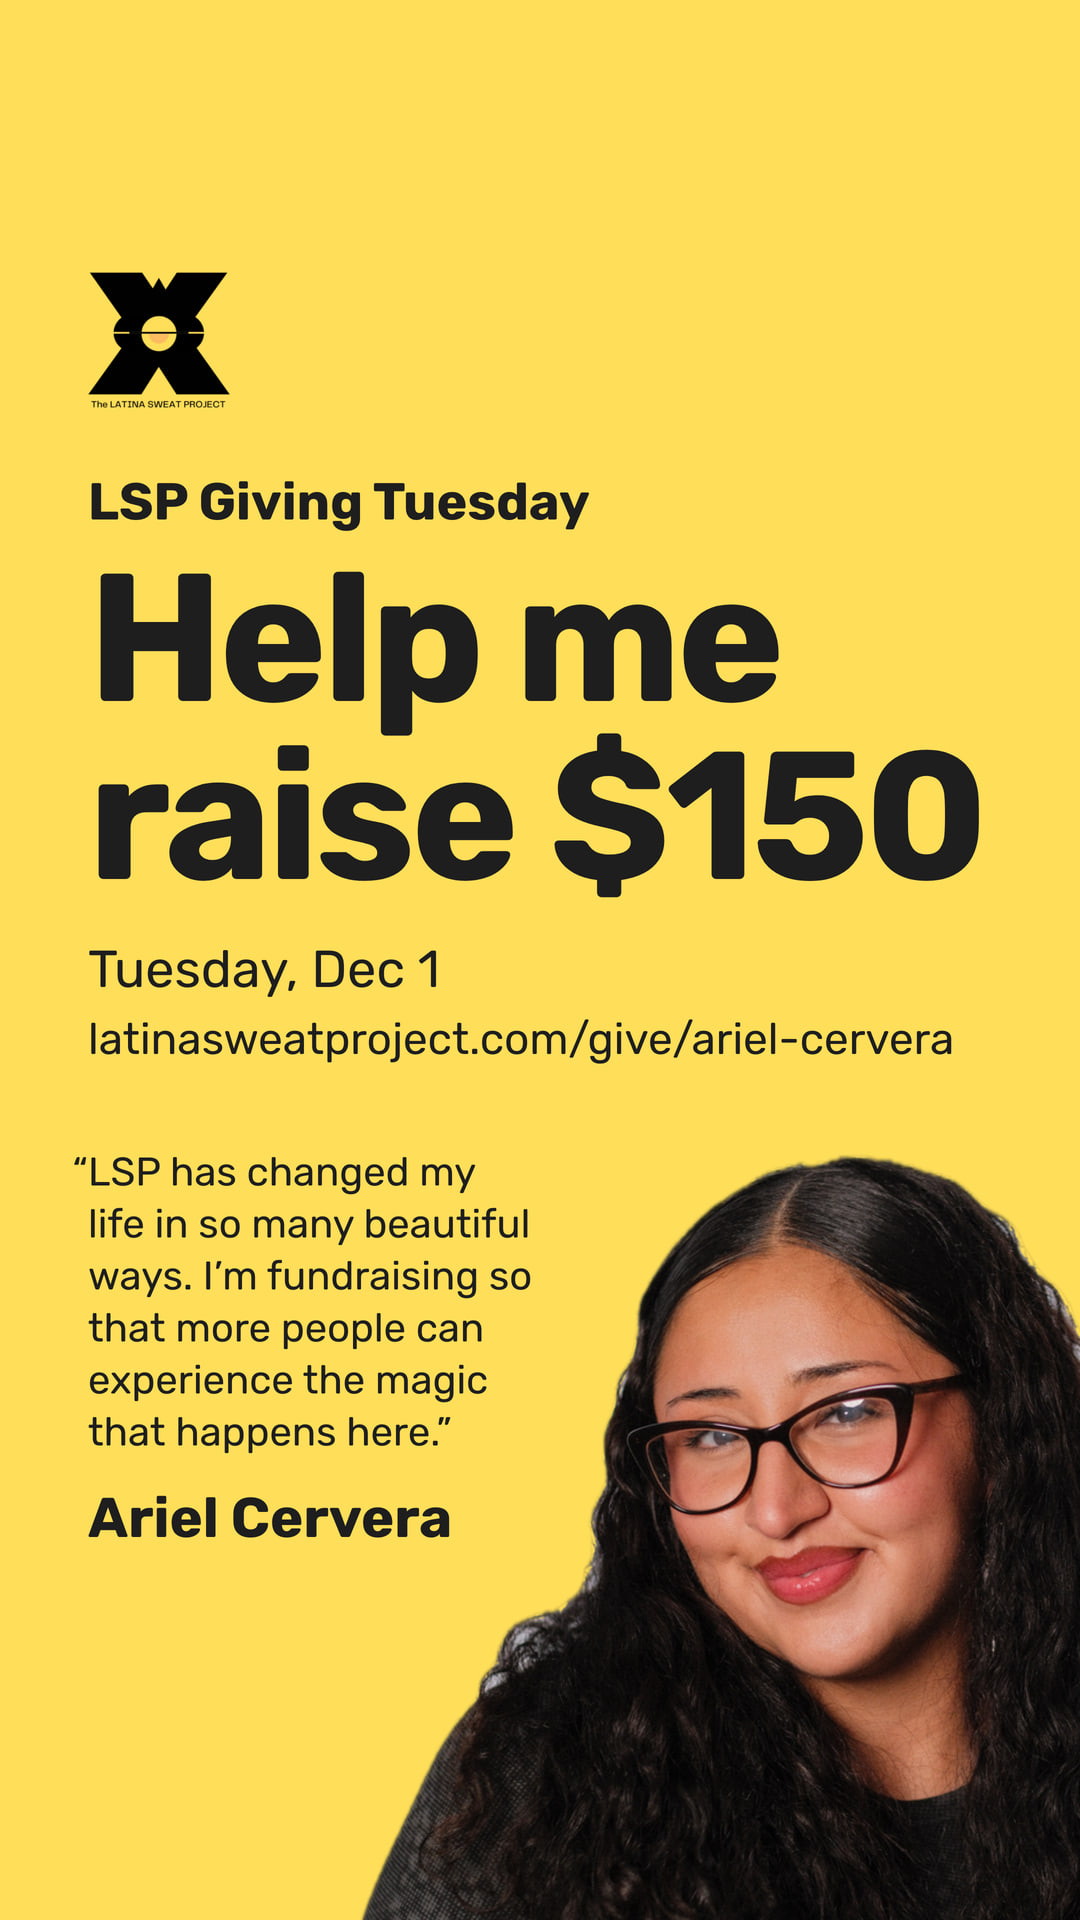 The LATINA SWEAT PROJECT
LSP Giving Tuesday
Help me
raise $150
Tuesday, Dec 1
latinasweatproject.com/give/ariel-cervera
“LSP has changed my
life in so many beautiful
ways. I’m fundraising so
that more people can
experience the magic
that happens here.”
Ariel Cervera